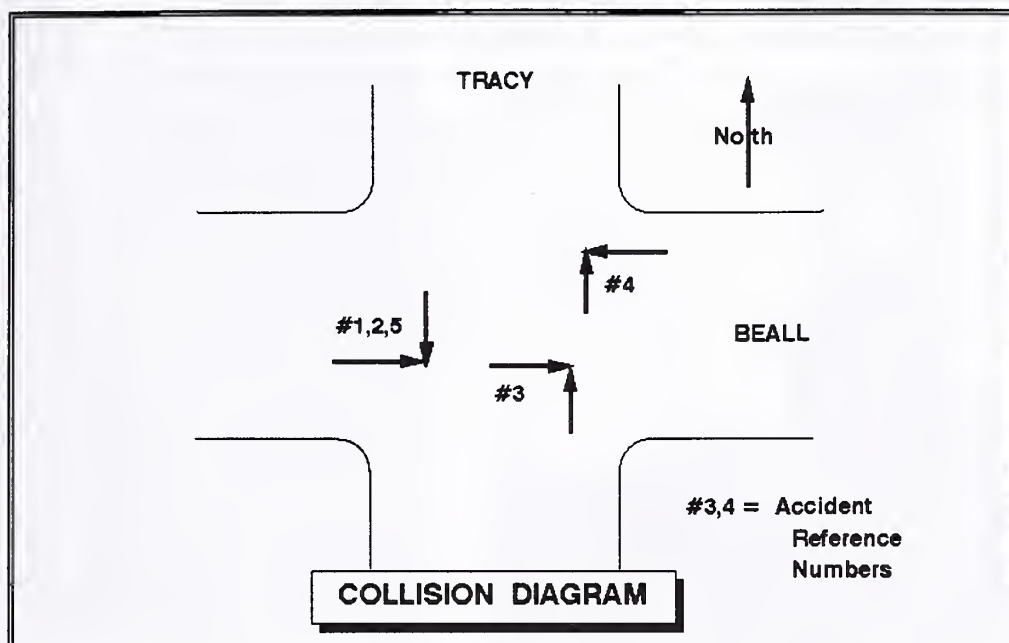 TRACY
North
#4
#1,2,5
BEALL
#3
#3,4 = Accident
Reference
Numbers
COLLISION DIAGRAM